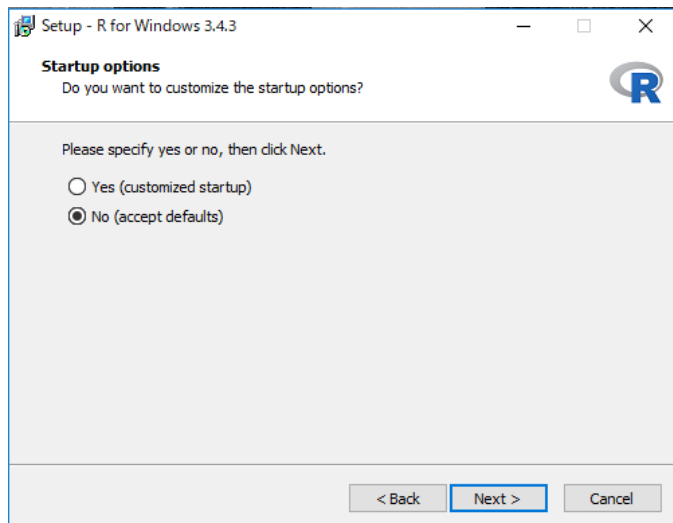 Setup - R for Windows 3.4.3
Startup options
Do you want to customize the startup options?
R
Please specify yes or no, then click Next.
Yes (customized startup)
No (accept defaults)
< Back Next > Cancel